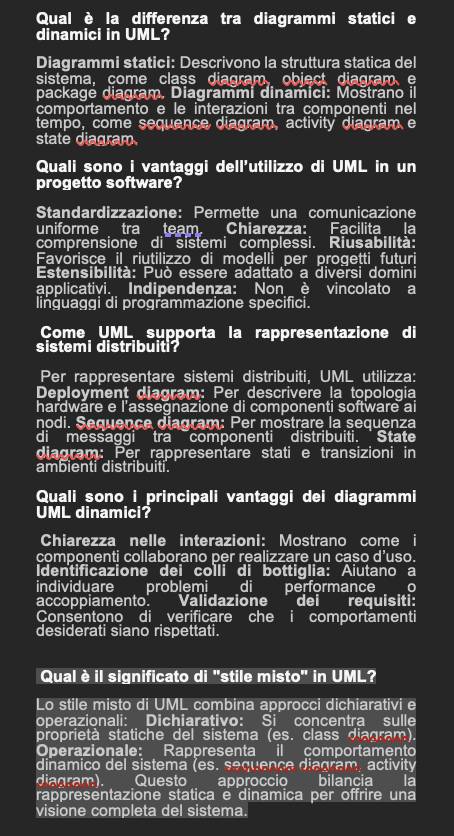 Qual è la differenza tra diagrammi statici e
dinamici in UML?
Diagrammi statici: Descrivono la struttura statica del
sistema, come class diagram, object diagram e
package diagram. Diagrammi dinamici: Mostrano il
comportamento e le interazioni tra componenti nel
tempo, come sequence diagram, activity diagram e
state diagram.
Quali sono i vantaggi dell’utilizzo di UML in un
progetto software?
Standardizzazione: Permette una comunicazione
uniforme tra team. Chiarezza: Facilita la
comprensione di sistemi complessi. Riusabilità:
Favorisce il riutilizzo di modelli per progetti futuri
Estensibilità: Può essere adattato a diversi domini
applicativi. Indipendenza: Non è vincolato a
linguaggi di programmazione specifici.
Come UML supporta la rappresentazione di
sistemi distribuiti?
Per rappresentare sistemi distribuiti, UML utilizza:
Deployment diagram: Per descrivere la topologia
hardware e l’assegnazione di componenti software ai
nodi. Sequence diagram: Per mostrare la sequenza
di messaggi tra componenti distribuiti. State
diagram: Per rappresentare stati e transizioni in
ambienti distribuiti.
Quali sono i principali vantaggi dei diagrammi
UML dinamici?
Chiarezza nelle interazioni: Mostrano come i
componenti collaborano per realizzare un caso d’uso.
Identificazione dei colli di bottiglia: Aiutano a
individuare problemi di performance o
accoppiamento. Validazione dei requisiti:
Consentono di verificare che i comportamenti
desiderati siano rispettati.
Qual è il significato di "stile misto" in UML?
Lo stile misto di UML combina approcci dichiarativi e
operazionali: Dichiarativo: Si concentra sulle
proprietà statiche del sistema (es. class diagram).
Operazionale: Rappresenta il comportamento
dinamico del sistema (es. sequence diagram, activity
diagram). Questo approccio bilancia la
rappresentazione statica e dinamica per offrire una
visione completa del sistema.